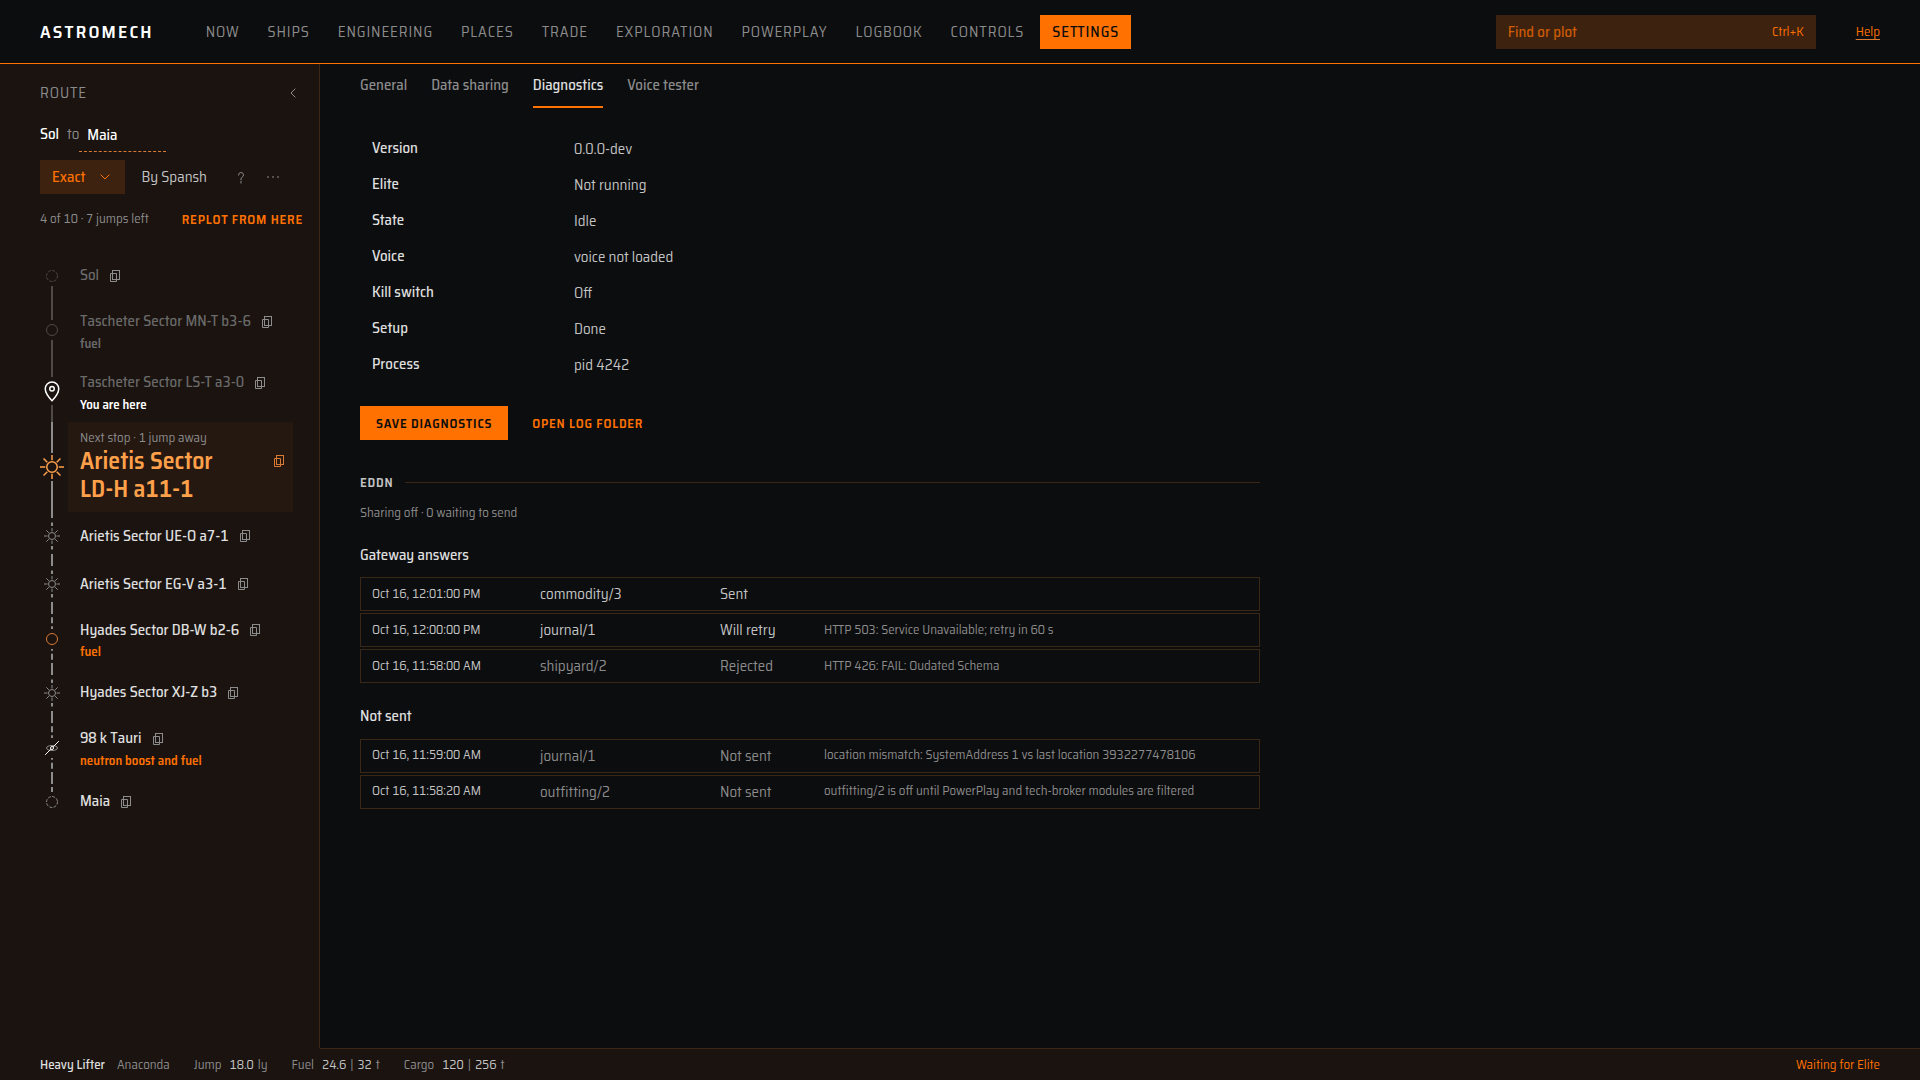 ASTROMECH
NOW SHIPS ENGINEERING PLACES TRADE EXPLORATION POWERPLAY LOGBOOK CONTROLS SETTINGS
Find or plot Ctrl+K
Help
ROUTE
Sol to Maia
Exact By Spansh ? ···
4 of 10 · 7 jumps left REPLOT FROM HERE
Sol
Tascheter Sector MN-T b3-6
fuel
Tascheter Sector LS-T a3-0
You are here
Next stop · 1 jump away
Arietis Sector
LD-H a11-1
Arietis Sector UE-O a7-1
Arietis Sector EG-V a3-1
Hyades Sector DB-W b2-6
fuel
Hyades Sector XJ-Z b3
98 k Tauri
neutron boost and fuel
Maia
General Data sharing Diagnostics Voice tester
Version 0.0.0-dev
Elite Not running
State Idle
Voice voice not loaded
Kill switch Off
Setup Done
Process pid 4242
SAVE DIAGNOSTICS OPEN LOG FOLDER
EDDN
Sharing off · 0 waiting to send
Gateway answers
Oct 16, 12:01:00 PM commodity/3 Sent
Oct 16, 12:00:00 PM journal/1 Will retry HTTP 503: Service Unavailable; retry in 60 s
Oct 16, 11:58:00 AM shipyard/2 Rejected HTTP 426: FAIL: Oudated Schema
Not sent
Oct 16, 11:59:00 AM journal/1 Not sent location mismatch: SystemAddress 1 vs last location 3932277478106
Oct 16, 11:58:20 AM outfitting/2 Not sent outfitting/2 is off until PowerPlay and tech-broker modules are filtered
Heavy Lifter Anaconda Jump 18.0 ly Fuel 24.6 | 32 t Cargo 120 | 256 t
Waiting for Elite